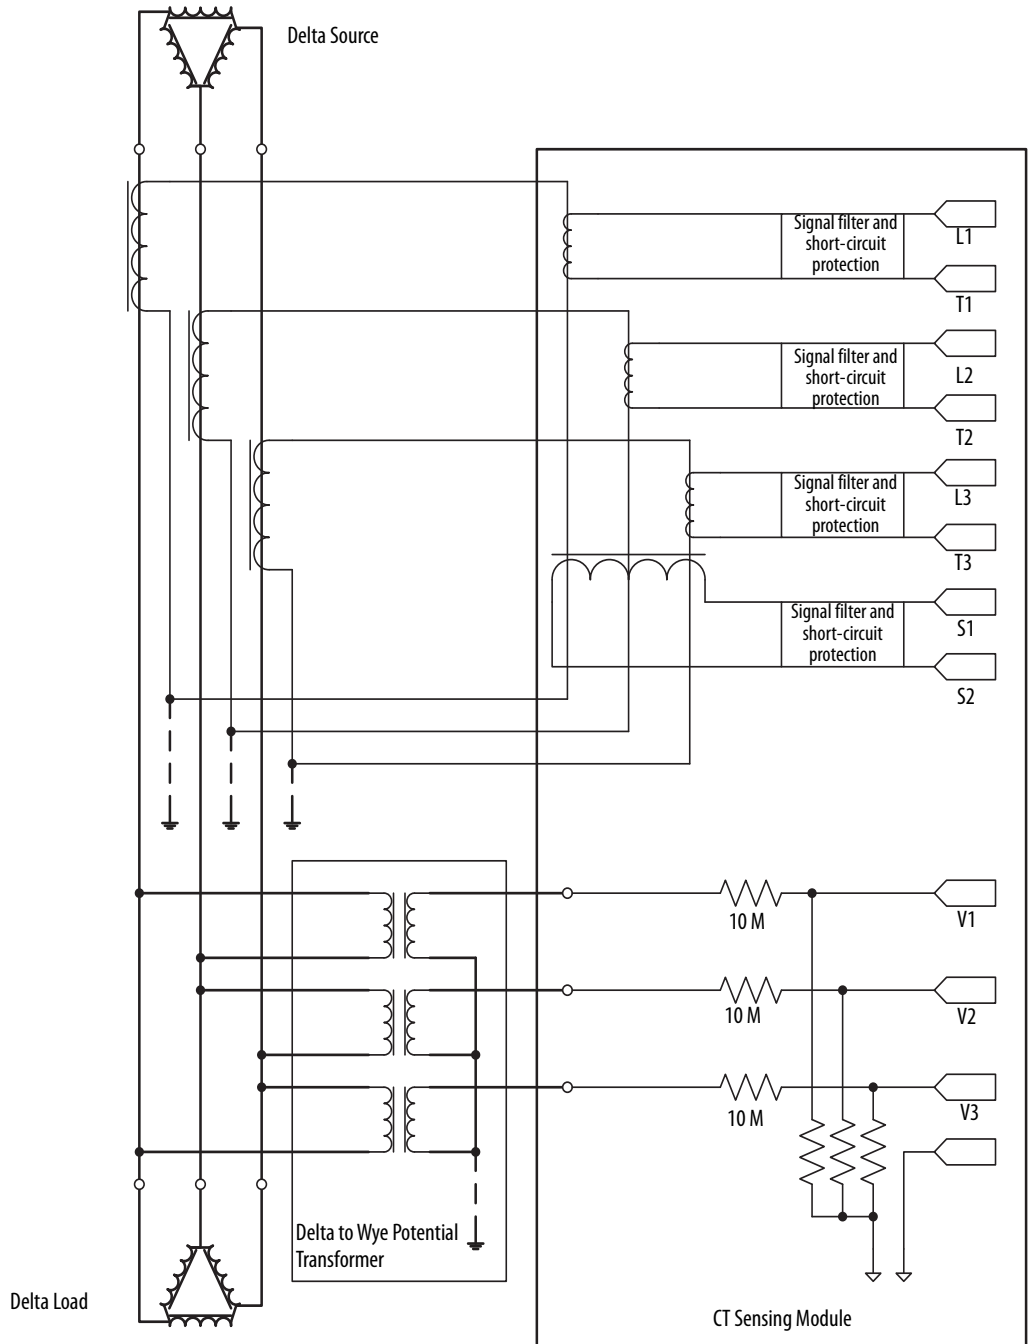 Delta Source
Signal filter and
short-circuit
protection
L1
T1
Signal filter and
short-circuit
protection
L2
T2
Signal filter and
short-circuit
protection
L3
T3
Signal filter and
short-circuit
protection
S1
S2
10 M
V1
10 M
V2
10 M
V3
Delta to Wye Potential
Transformer
Delta Load
CT Sensing Module